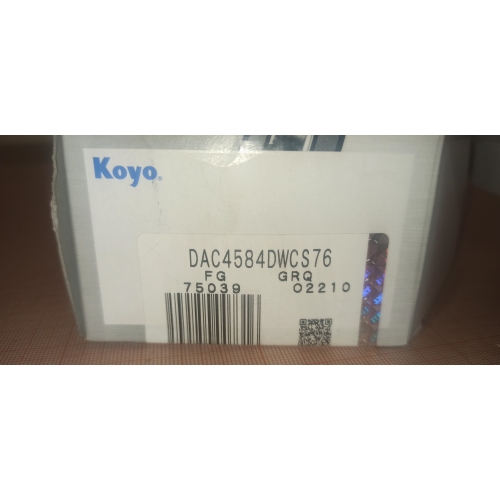 Koyo.
DAC4584DWCS76
FG GRQ
75039 02210